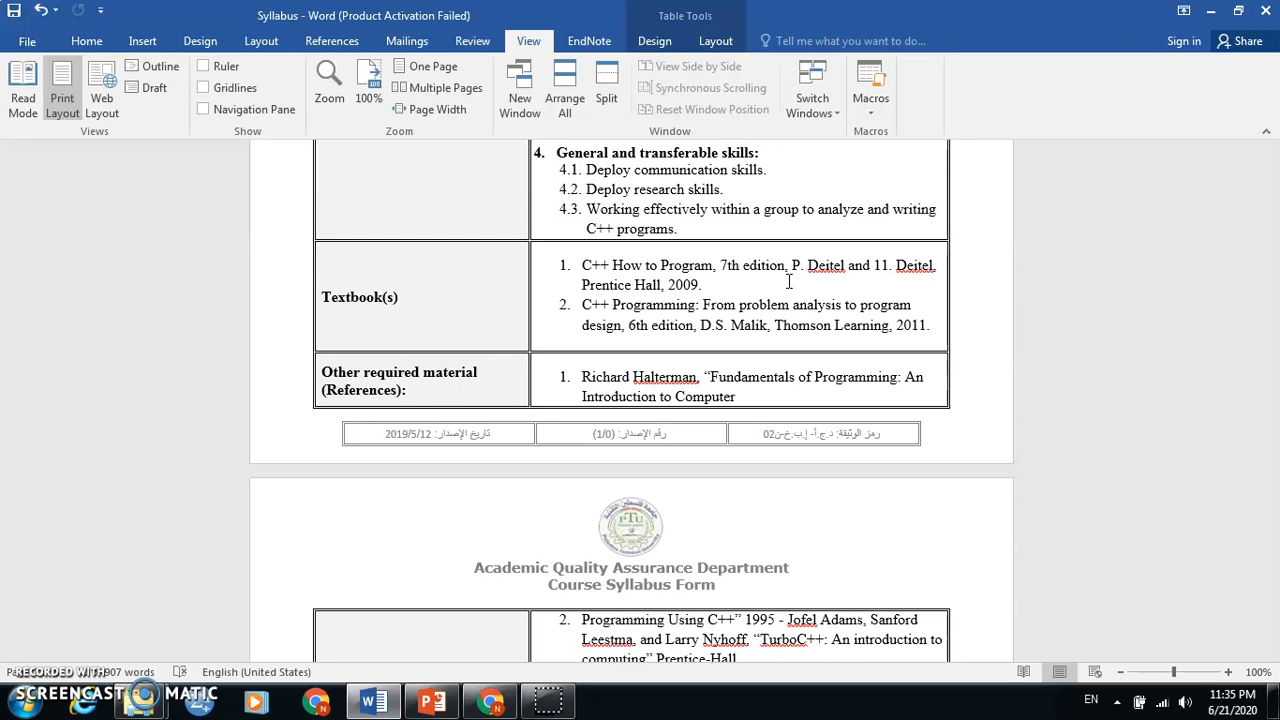 Syllabus - Word (Product Activation Failed)
Table Tools
File Home Insert Design Layout References Mailings Review View EndNote Design Layout Tell me what you want to do... Sign in Share
Read Mode
Print Layout
Web Layout
Outline
Draft
Views
Ruler
Gridlines
Navigation Pane
Show
Zoom
100%
One Page
Multiple Pages
Page Width
Zoom
New Window
Arrange All
Split
View Side by Side
Synchronous Scrolling
Reset Window Position
Window
Switch Windows
Macros
Macros
4. General and transferable skills:
4.1. Deploy communication skills.
4.2. Deploy research skills.
4.3. Working effectively within a group to analyze and writing
C++ programs.
Textbook(s)
1. C++ How to Program, 7th edition, P. Deitel and 11. Deitel,
Prentice Hall, 2009.
2. C++ Programming: From problem analysis to program
design, 6th edition, D.S. Malik, Thomson Learning, 2011.
Other required material
(References):
1. Richard Halterman, “Fundamentals of Programming: An
Introduction to Computer
رمز الوثيقة: د.ج.أ- إ.ب.خ-ن02
رقم الإصدار: (1/0)
تاريخ الإصدار: 2019/5/12
PTU
Academic Quality Assurance Department
Course Syllabus Form
2. Programming Using C++” 1995 - Jofel Adams, Sanford
Leestma, and Larry Nyhoff, “TurboC++: An introduction to
computing” Prentice-Hall
907 words
English (United States)
100%
RECORDED WITH
SCREENCAST MATIC
EN
11:35 PM
6/21/2020